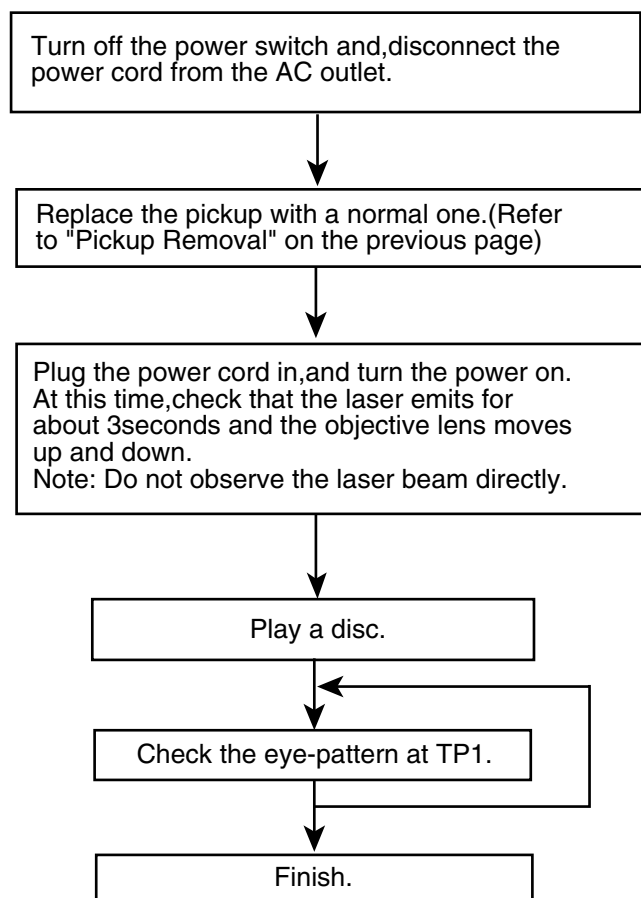 Turn off the power switch and,disconnect the
power cord from the AC outlet.
Replace the pickup with a normal one.(Refer
to "Pickup Removal" on the previous page)
Plug the power cord in,and turn the power on.
At this time,check that the laser emits for
about 3seconds and the objective lens moves
up and down.
Note: Do not observe the laser beam directly.
Play a disc.
Check the eye-pattern at TP1.
Finish.